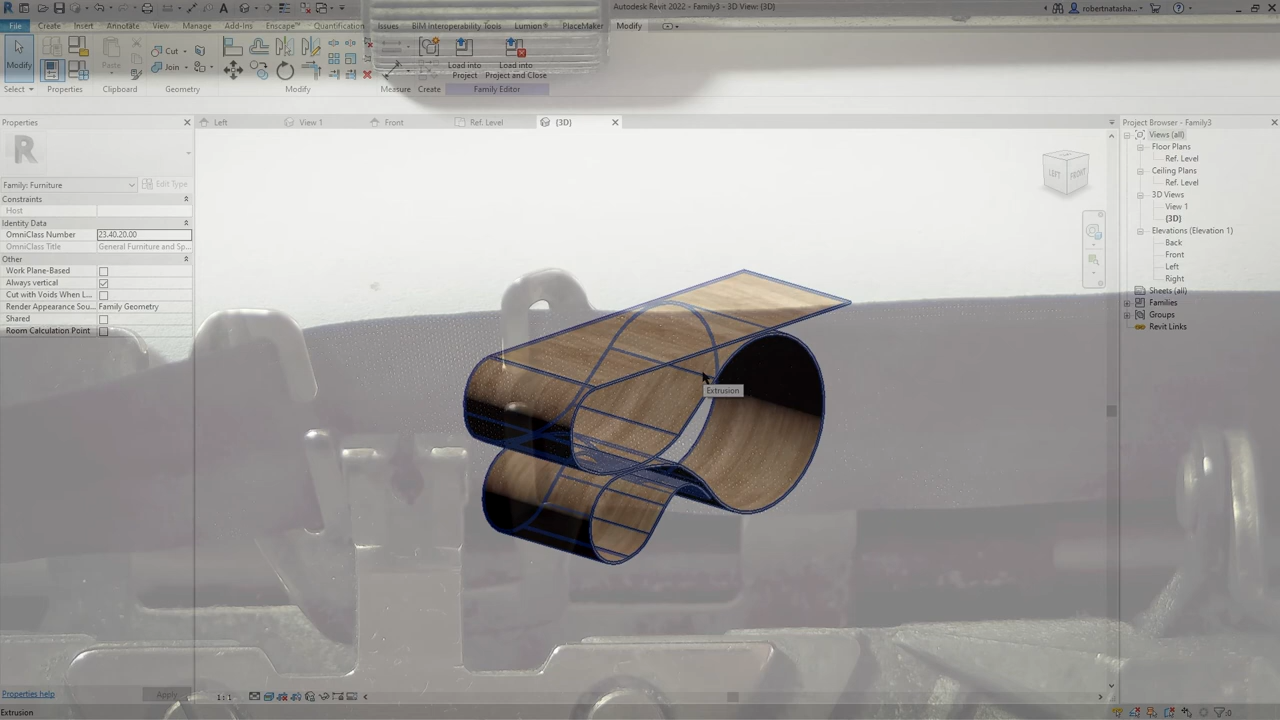 Autodesk Revit 2022 - Family3 - 3D View: {3D}
robertnatasha...
File Create Insert Annotate View Manage Add-Ins Enscape™ Quantification Issues BIM Interoperability Tools Lumion® PlaceMaker Modify
Modify
Paste
Cut
Join
Load into
Project
Load into
Project and Close
Select Properties Clipboard Geometry Modify Measure Create Family Editor
Properties
Left View 1 Front Ref. Level {3D}
Project Browser - Family3
Family: Furniture
Edit Type
Constraints
Host
Identity Data
OmniClass Number 23.40.20.00
OmniClass Title General Furniture and Sp...
Other
Work Plane-Based
Always vertical
Cut with Voids When L...
Render Appearance Sou... Family Geometry
Shared
Room Calculation Point
LEFT FRONT
Extrusion
Views (all)
Floor Plans
Ref. Level
Ceiling Plans
Ref. Level
3D Views
View 1
{3D}
Elevations (Elevation 1)
Back
Front
Left
Right
Sheets (all)
Families
Groups
Revit Links
Properties help
Apply
1:1
Extrusion
:0